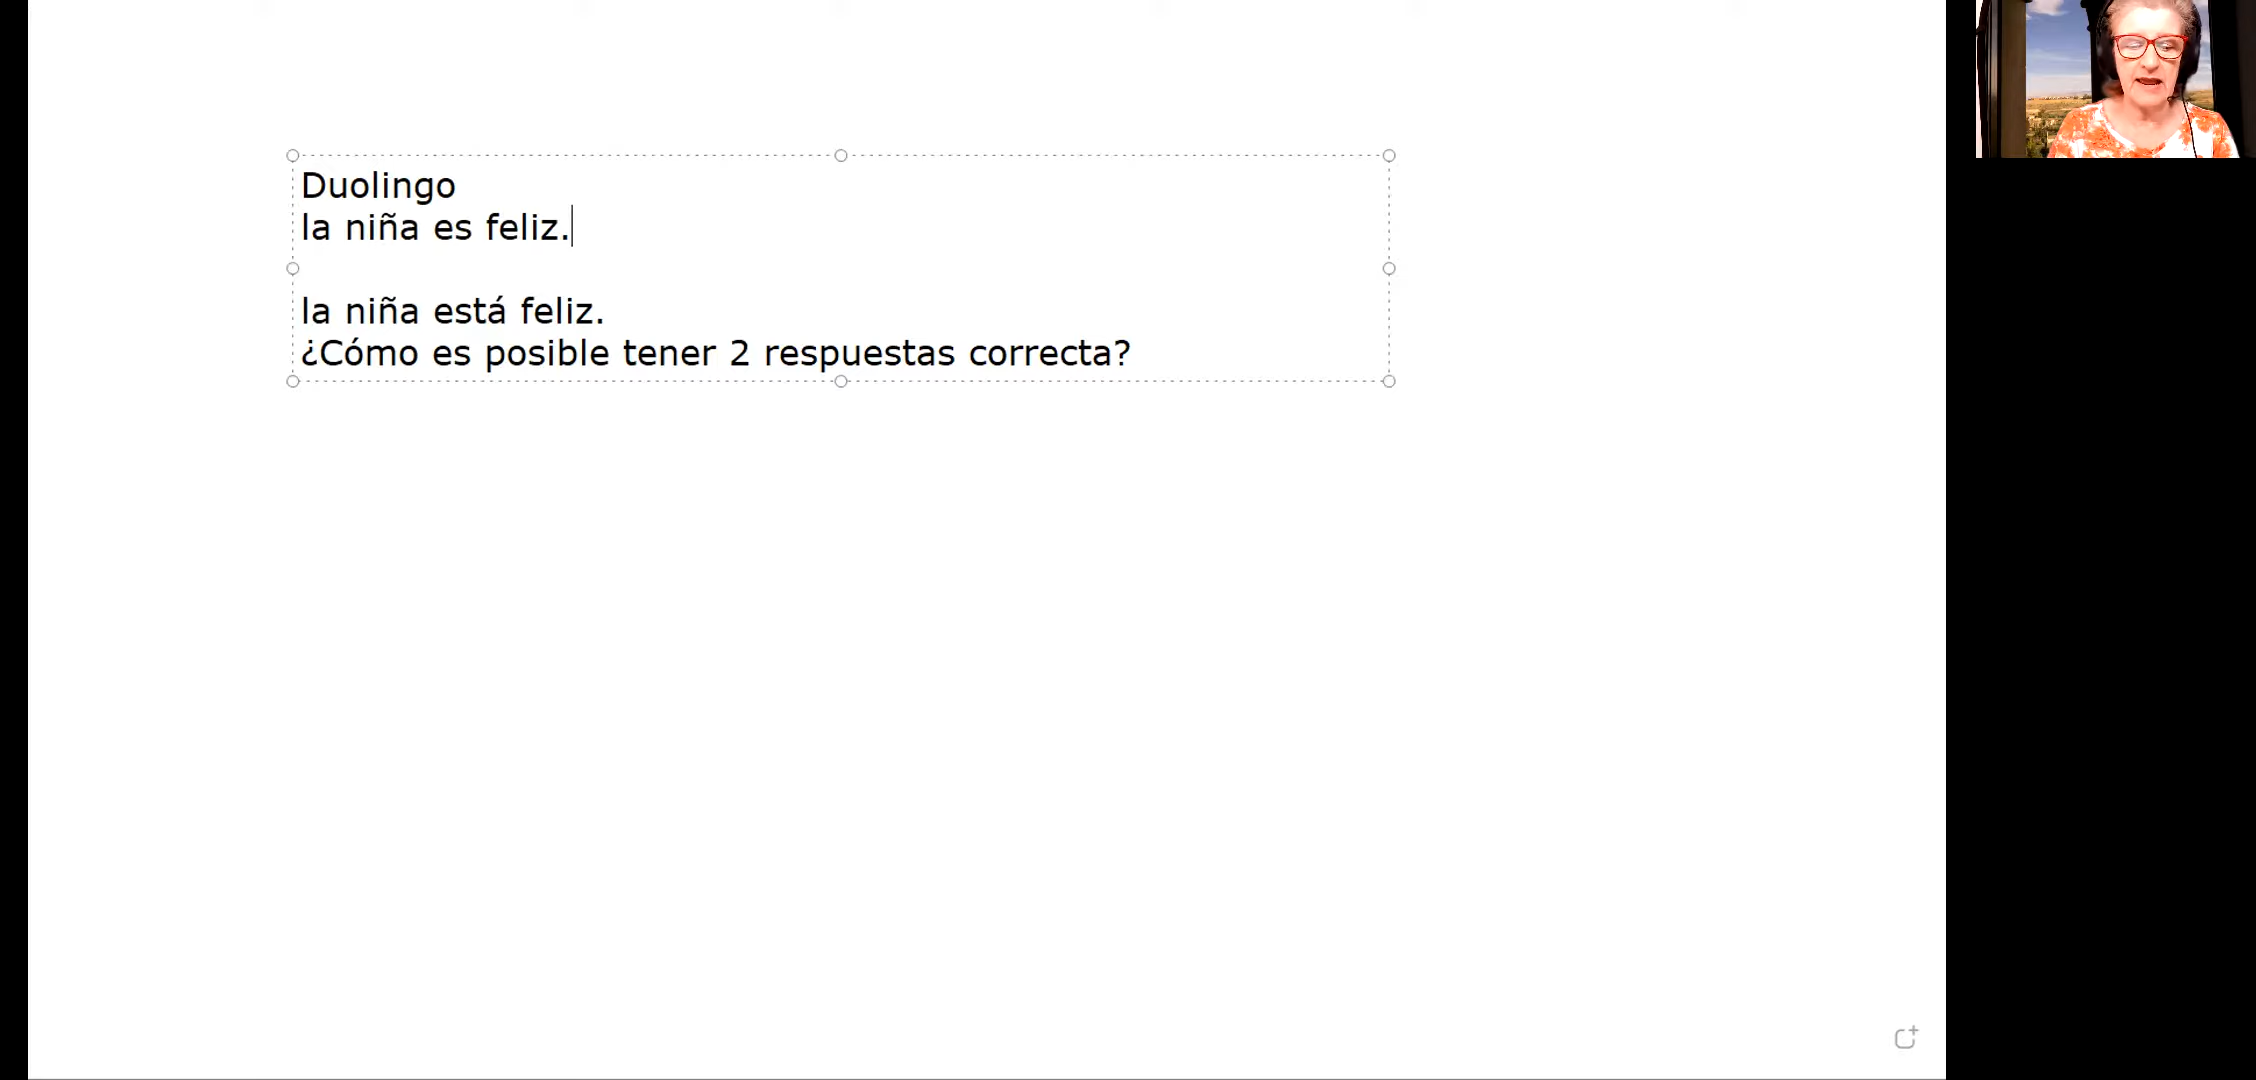 Duolingo
la niña es feliz.
la niña está feliz.
¿Cómo es posible tener 2 respuestas correcta?